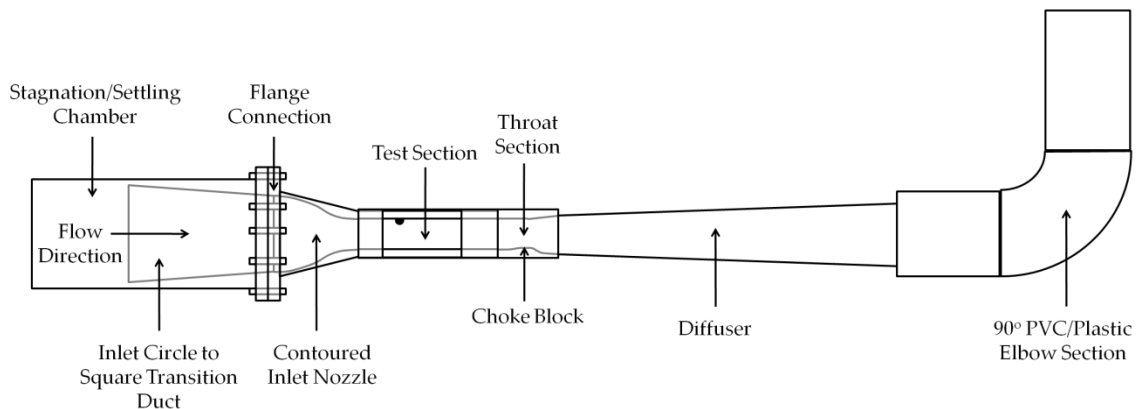 Stagnation/Settling
Chamber
Flange
Connection
Test Section
Throat
Section
Flow
Direction
Inlet Circle to
Square Transition
Duct
Contoured
Inlet Nozzle
Choke Block
Diffuser
90º PVC/Plastic
Elbow Section